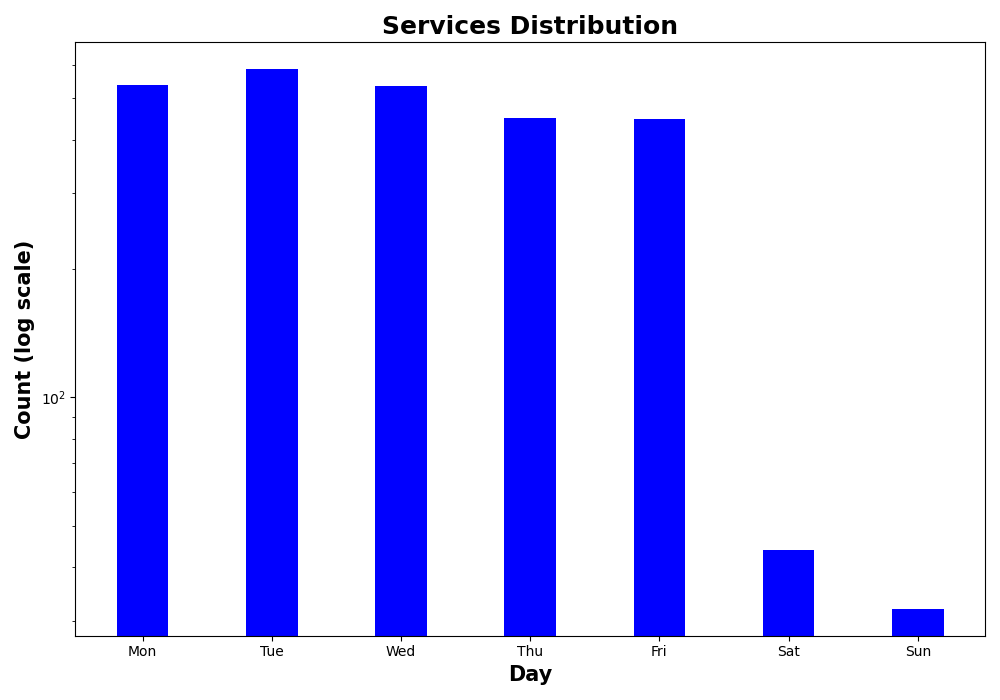 Services Distribution
Count (log scale)
10²
Mon Tue Wed Thu Fri Sat Sun
Day